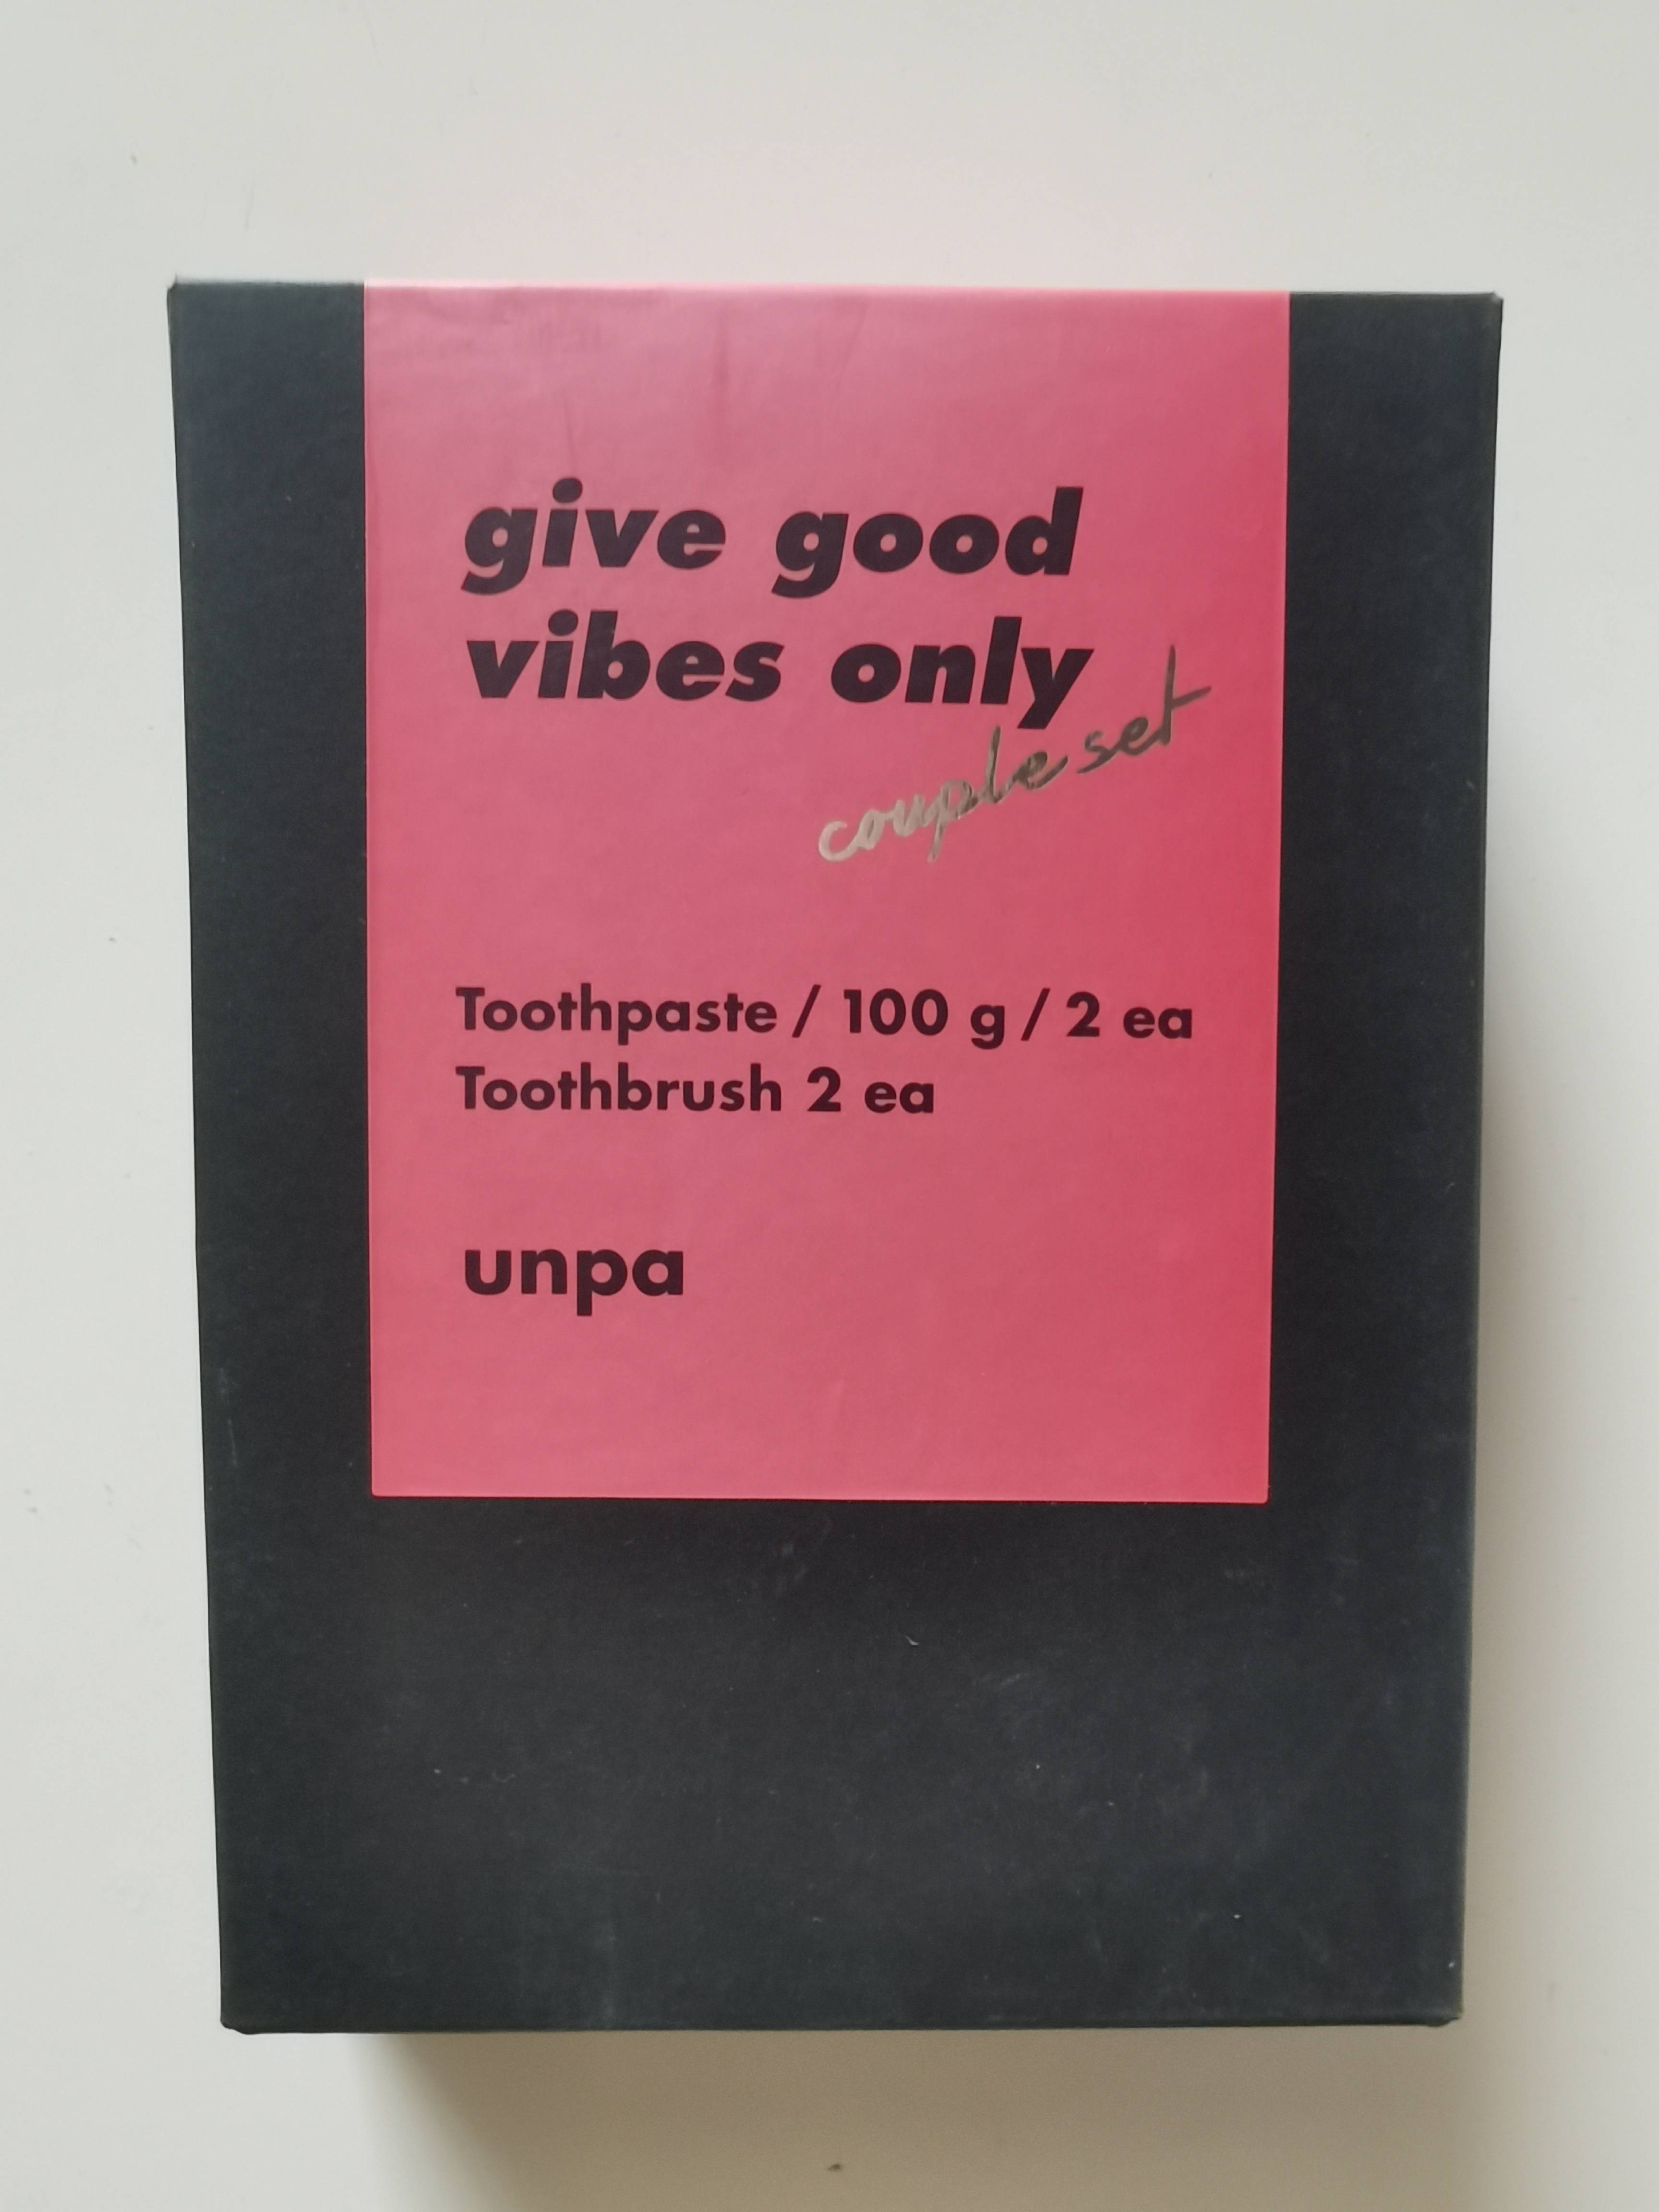 give good
vibes only
couple set
Toothpaste / 100 g / 2 ea
Toothbrush 2 ea
unpa